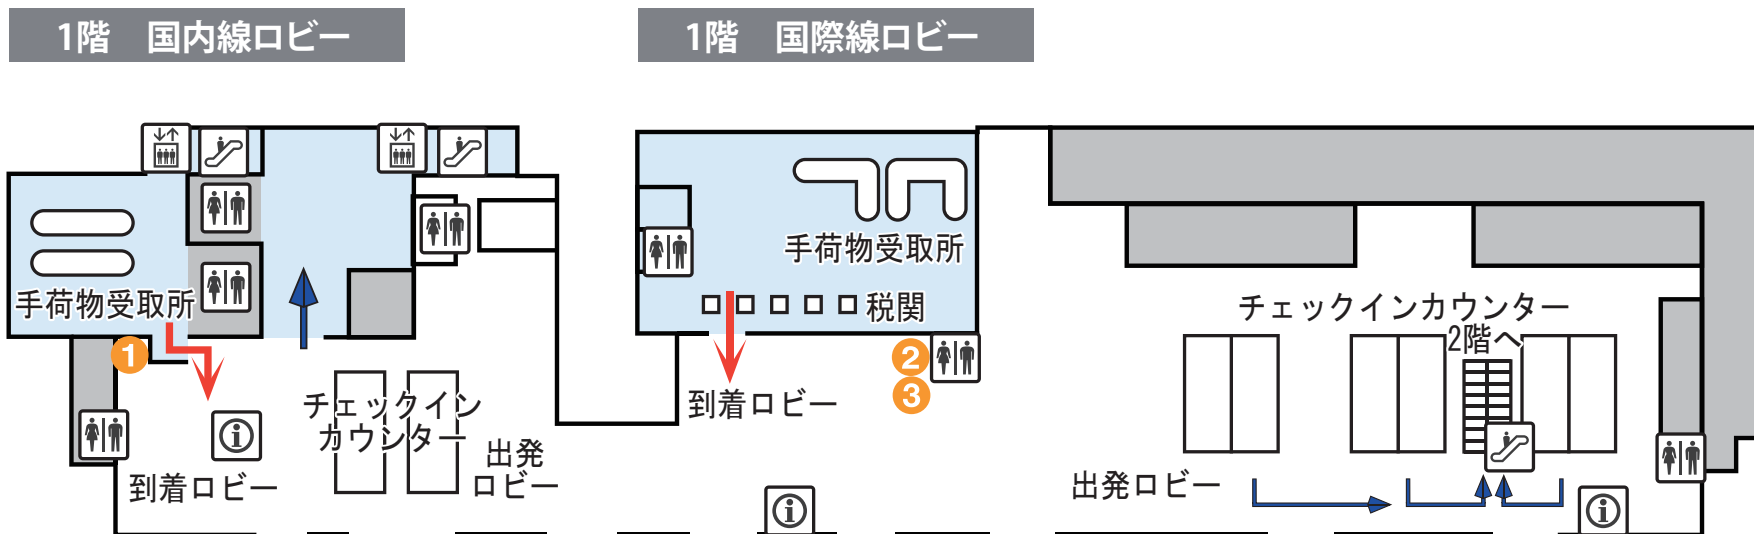 1階 国内線ロビー
1階 国際線ロビー
手荷物受取所
1
チェックイン
カウンター
出発
ロビー
到着ロビー
手荷物受取所
税関
2
3
到着ロビー
チェックインカウンター
2階へ
出発ロビー